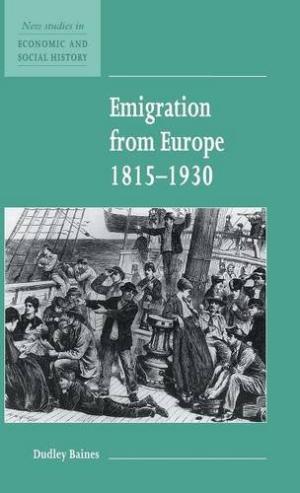 New studies in
ECONOMIC AND
SOCIAL HISTORY
Emigration
from Europe
1815–1930
Dudley Baines